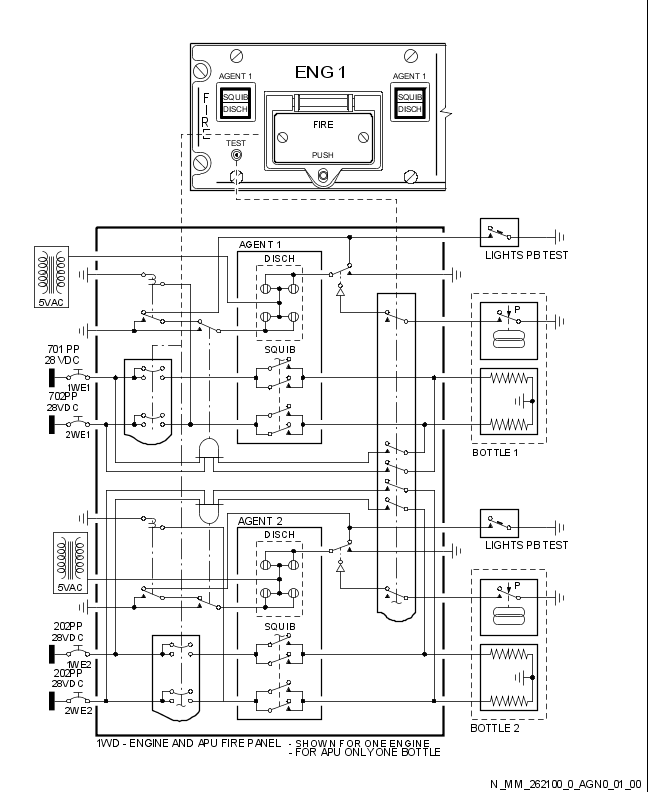 AGENT 1
ENG 1
AGENT 1
SQUIB
DISCH
SQUIB
DISCH
FIRE
FIRE
TEST
PUSH
LIGHTS PB TEST
AGENT 1
DISCH
5VAC
P
701 PP
28 VDC
SQUIB
1WE1
702PP
28VDC
2WE1
BOTTLE 1
AGENT 2
DISCH
LIGHTS PB TEST
5VAC
P
202PP
28VDC
SQUIB
1WE2
202PP
28VDC
2WE2
BOTTLE 2
1WD - ENGINE AND APU FIRE PANEL - SHOWN FOR ONE ENGINE
- FOR APU ONLY ONE BOTTLE
N_MM_262100_0_AGN0_01_00